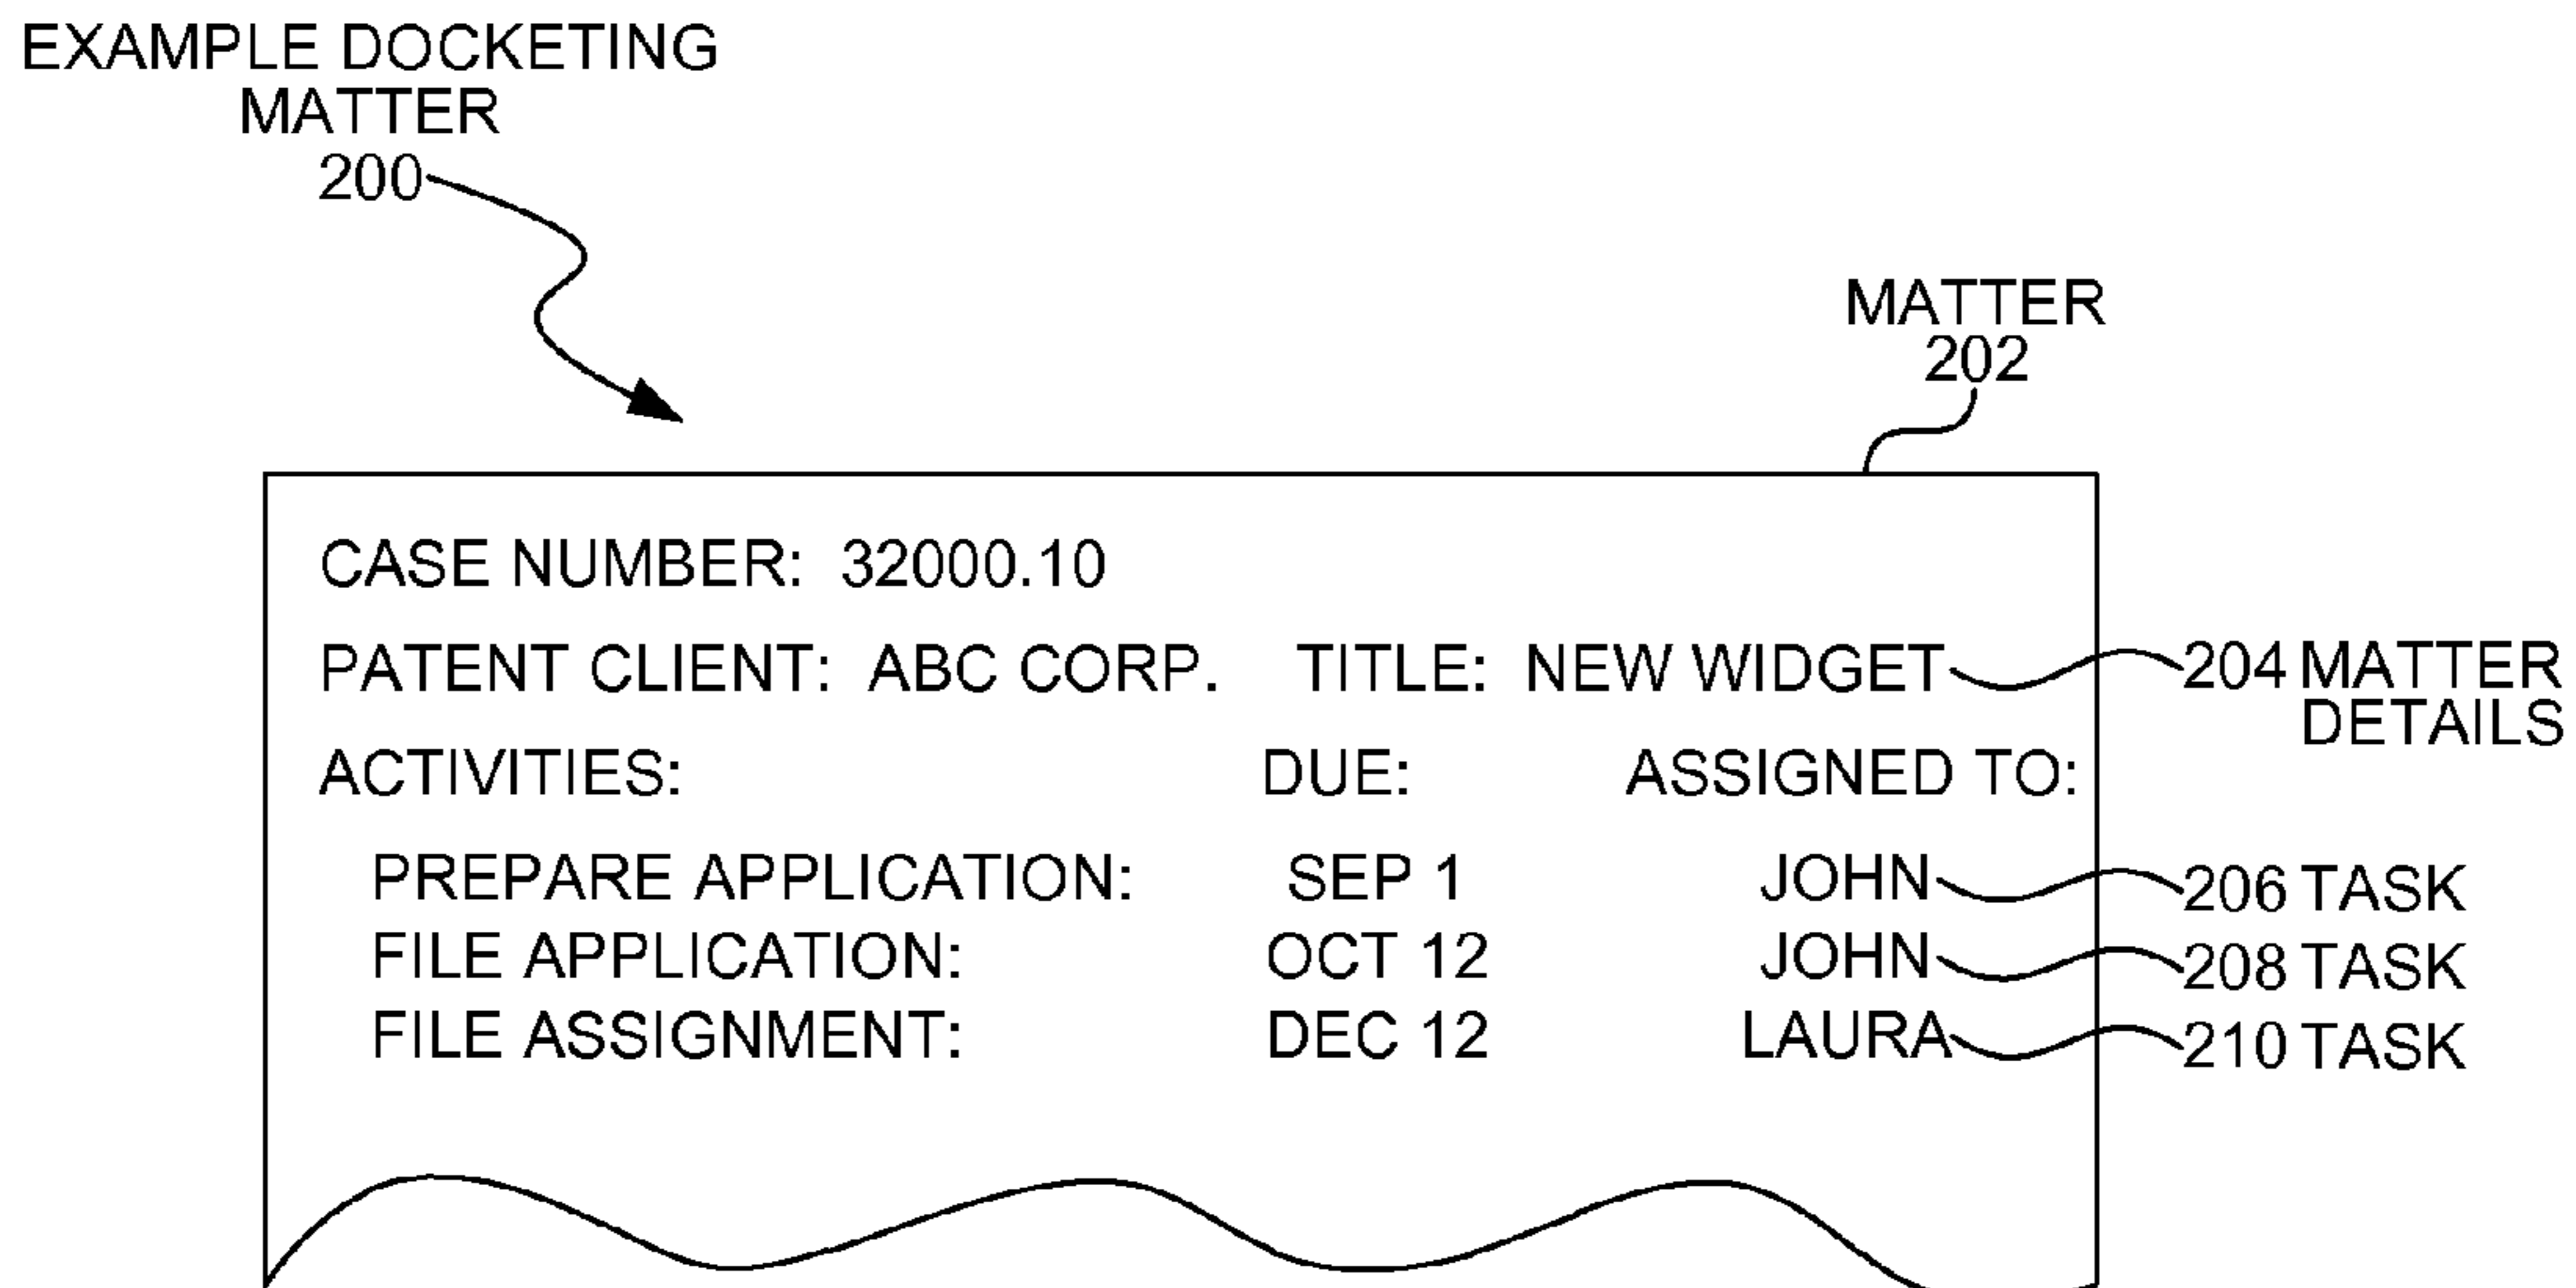 EXAMPLE DOCKETING
MATTER
200
MATTER
202
CASE NUMBER: 32000.10
PATENT CLIENT: ABC CORP. TITLE: NEW WIDGET 204 MATTER
DETAILS
ACTIVITIES: DUE: ASSIGNED TO:
PREPARE APPLICATION: SEP 1 JOHN 206 TASK
FILE APPLICATION: OCT 12 JOHN 208 TASK
FILE ASSIGNMENT: DEC 12 LAURA 210 TASK